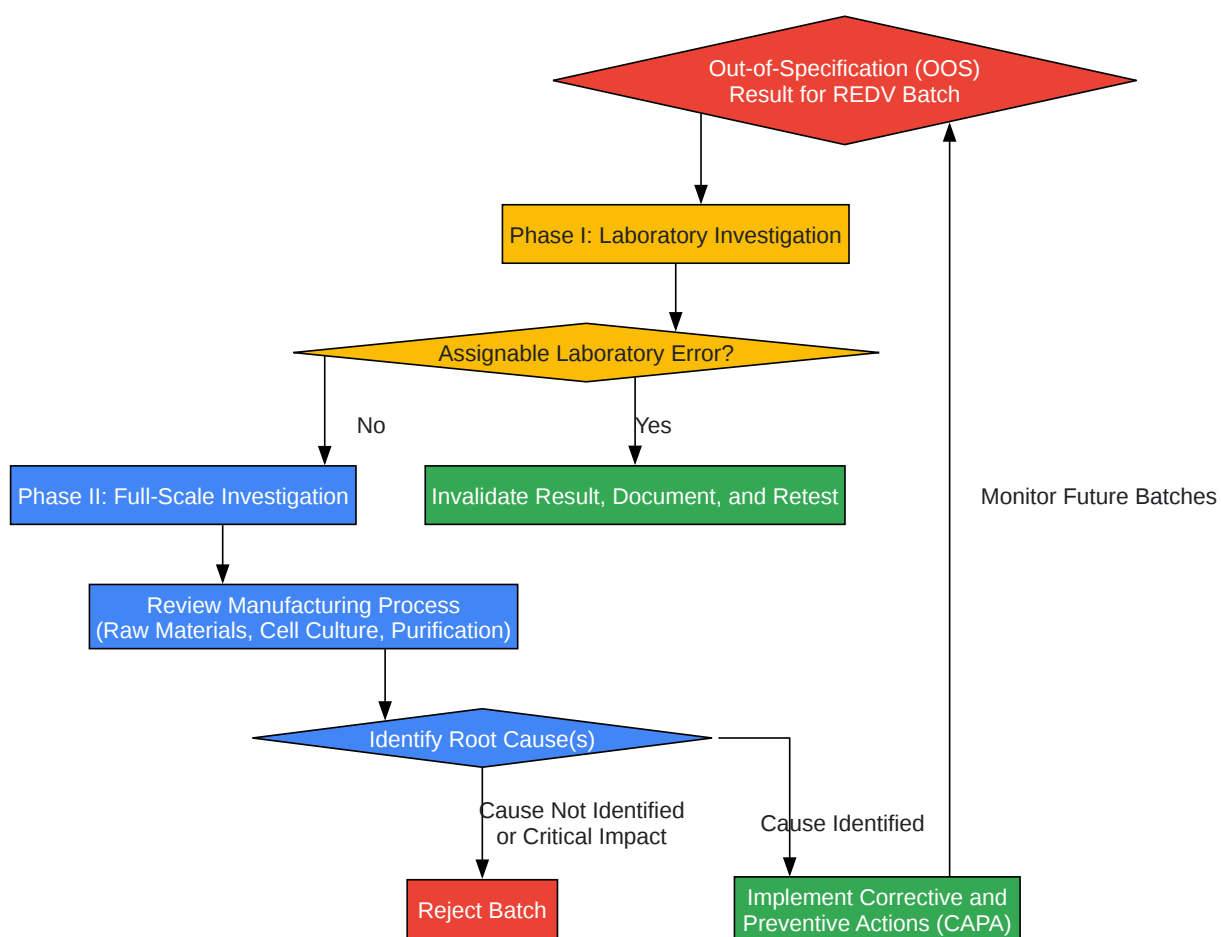 Out-of-Specification (OOS)
Result for REDV Batch
Phase I: Laboratory Investigation
Assignable Laboratory Error?
No
Yes
Phase II: Full-Scale Investigation
Invalidate Result, Document, and Retest
Monitor Future Batches
Review Manufacturing Process
(Raw Materials, Cell Culture, Purification)
Identify Root Cause(s)
Cause Not Identified
or Critical Impact
Cause Identified
Reject Batch
Implement Corrective and
Preventive Actions (CAPA)